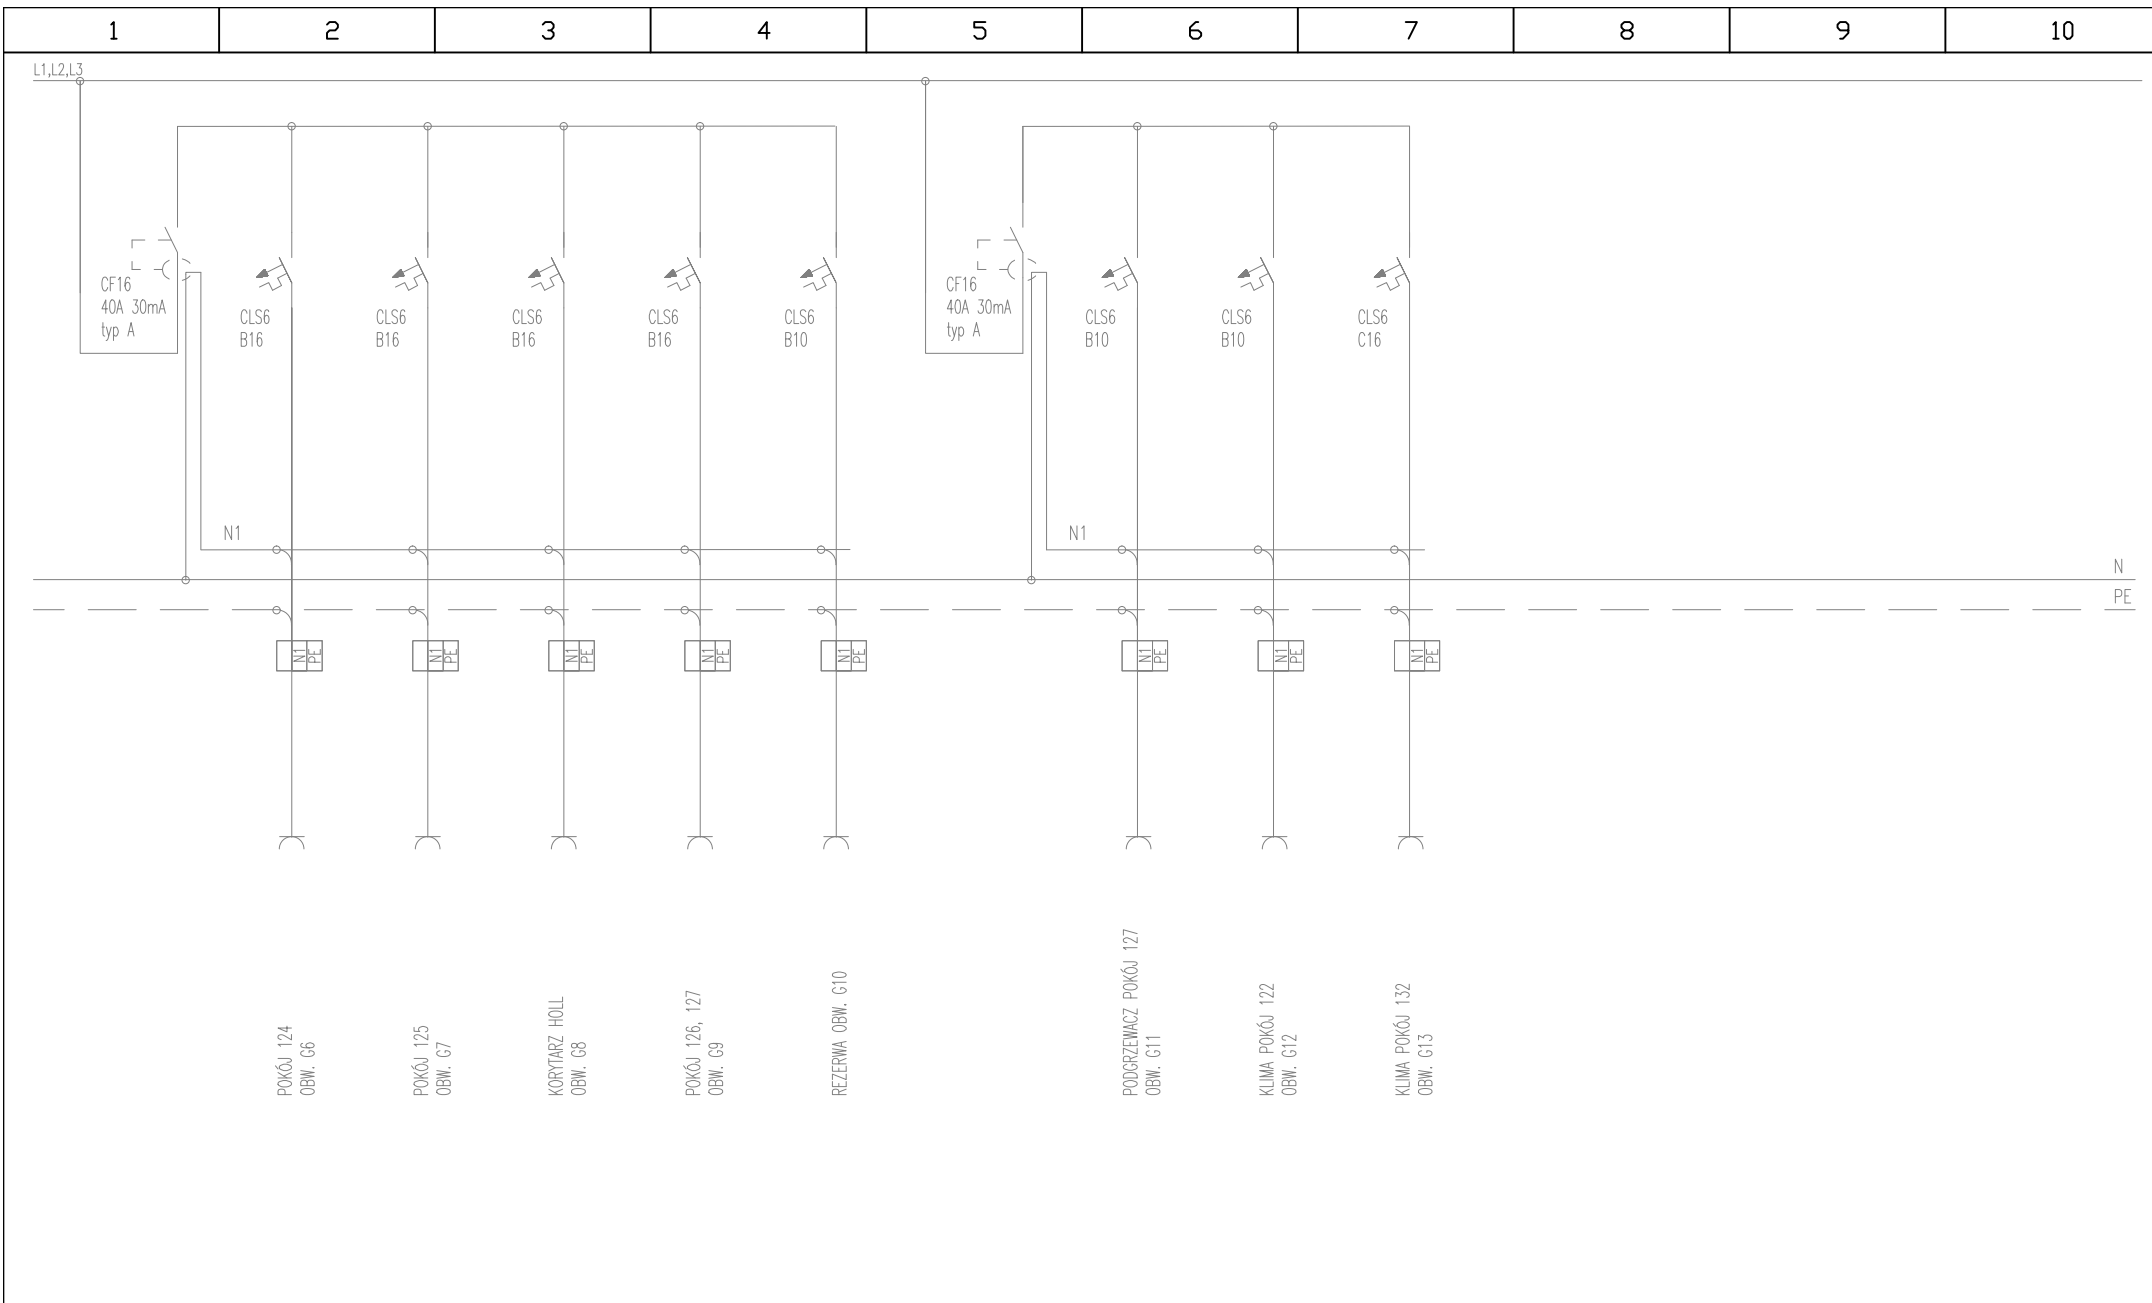 1 2 3 4 5 6 7 8 9 10
L1,L2,L3
CF16
40A 30mA
typ A
CLS6
B16
CLS6
B16
CLS6
B16
CLS6
B16
CLS6
B10
CF16
40A 30mA
typ A
CLS6
B10
CLS6
B10
CLS6
C16
N1
N1
N
PE
N1
PE
N1
PE
N1
PE
N1
PE
N1
PE
N1
PE
N1
PE
N1
PE
POKÓJ 124
OBW. G6
POKÓJ 125
OBW. G7
KORYTARZ HOLL
OBW. G8
POKÓJ 126, 127
OBW. G9
REZERWA OBW. G10
PODGRZEWACZ POKÓJ 127
OBW. G11
KLIMA POKÓJ 122
OBW. G12
KLIMA POKÓJ 132
OBW. G13